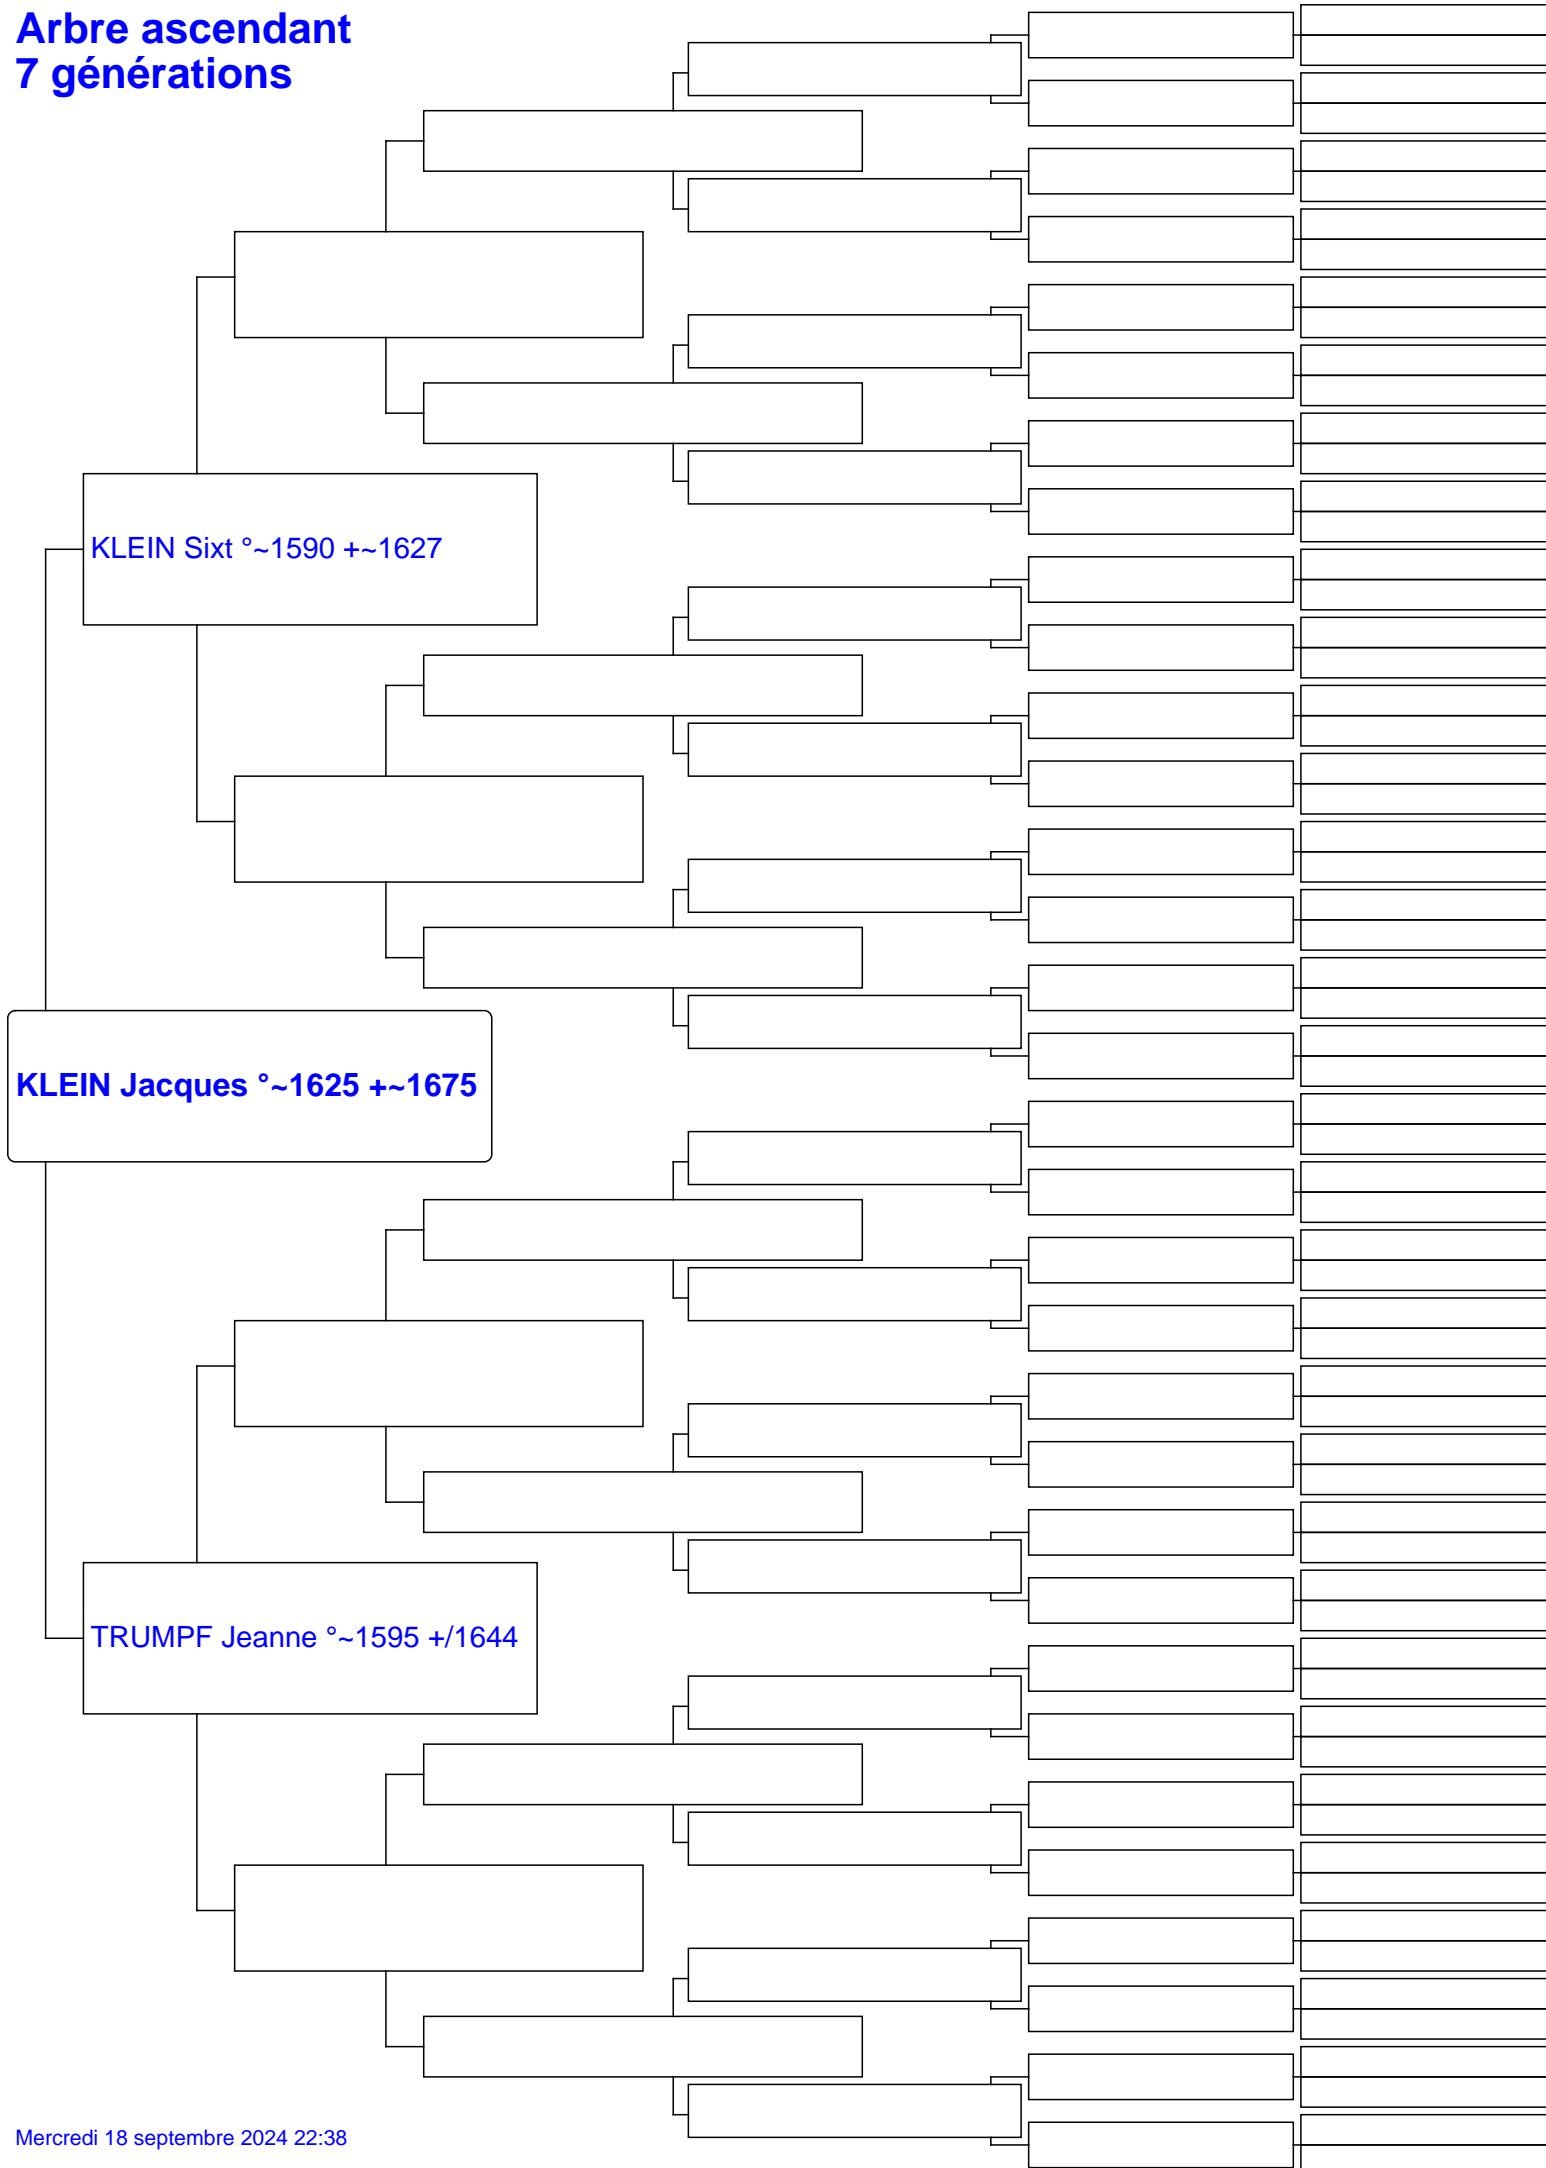 Arbre ascendant
7 générations
KLEIN Sixt °~1590 +~1627
KLEIN Jacques °~1625 +~1675
TRUMPF Jeanne °~1595 +/1644
Mercredi 18 septembre 2024 22:38